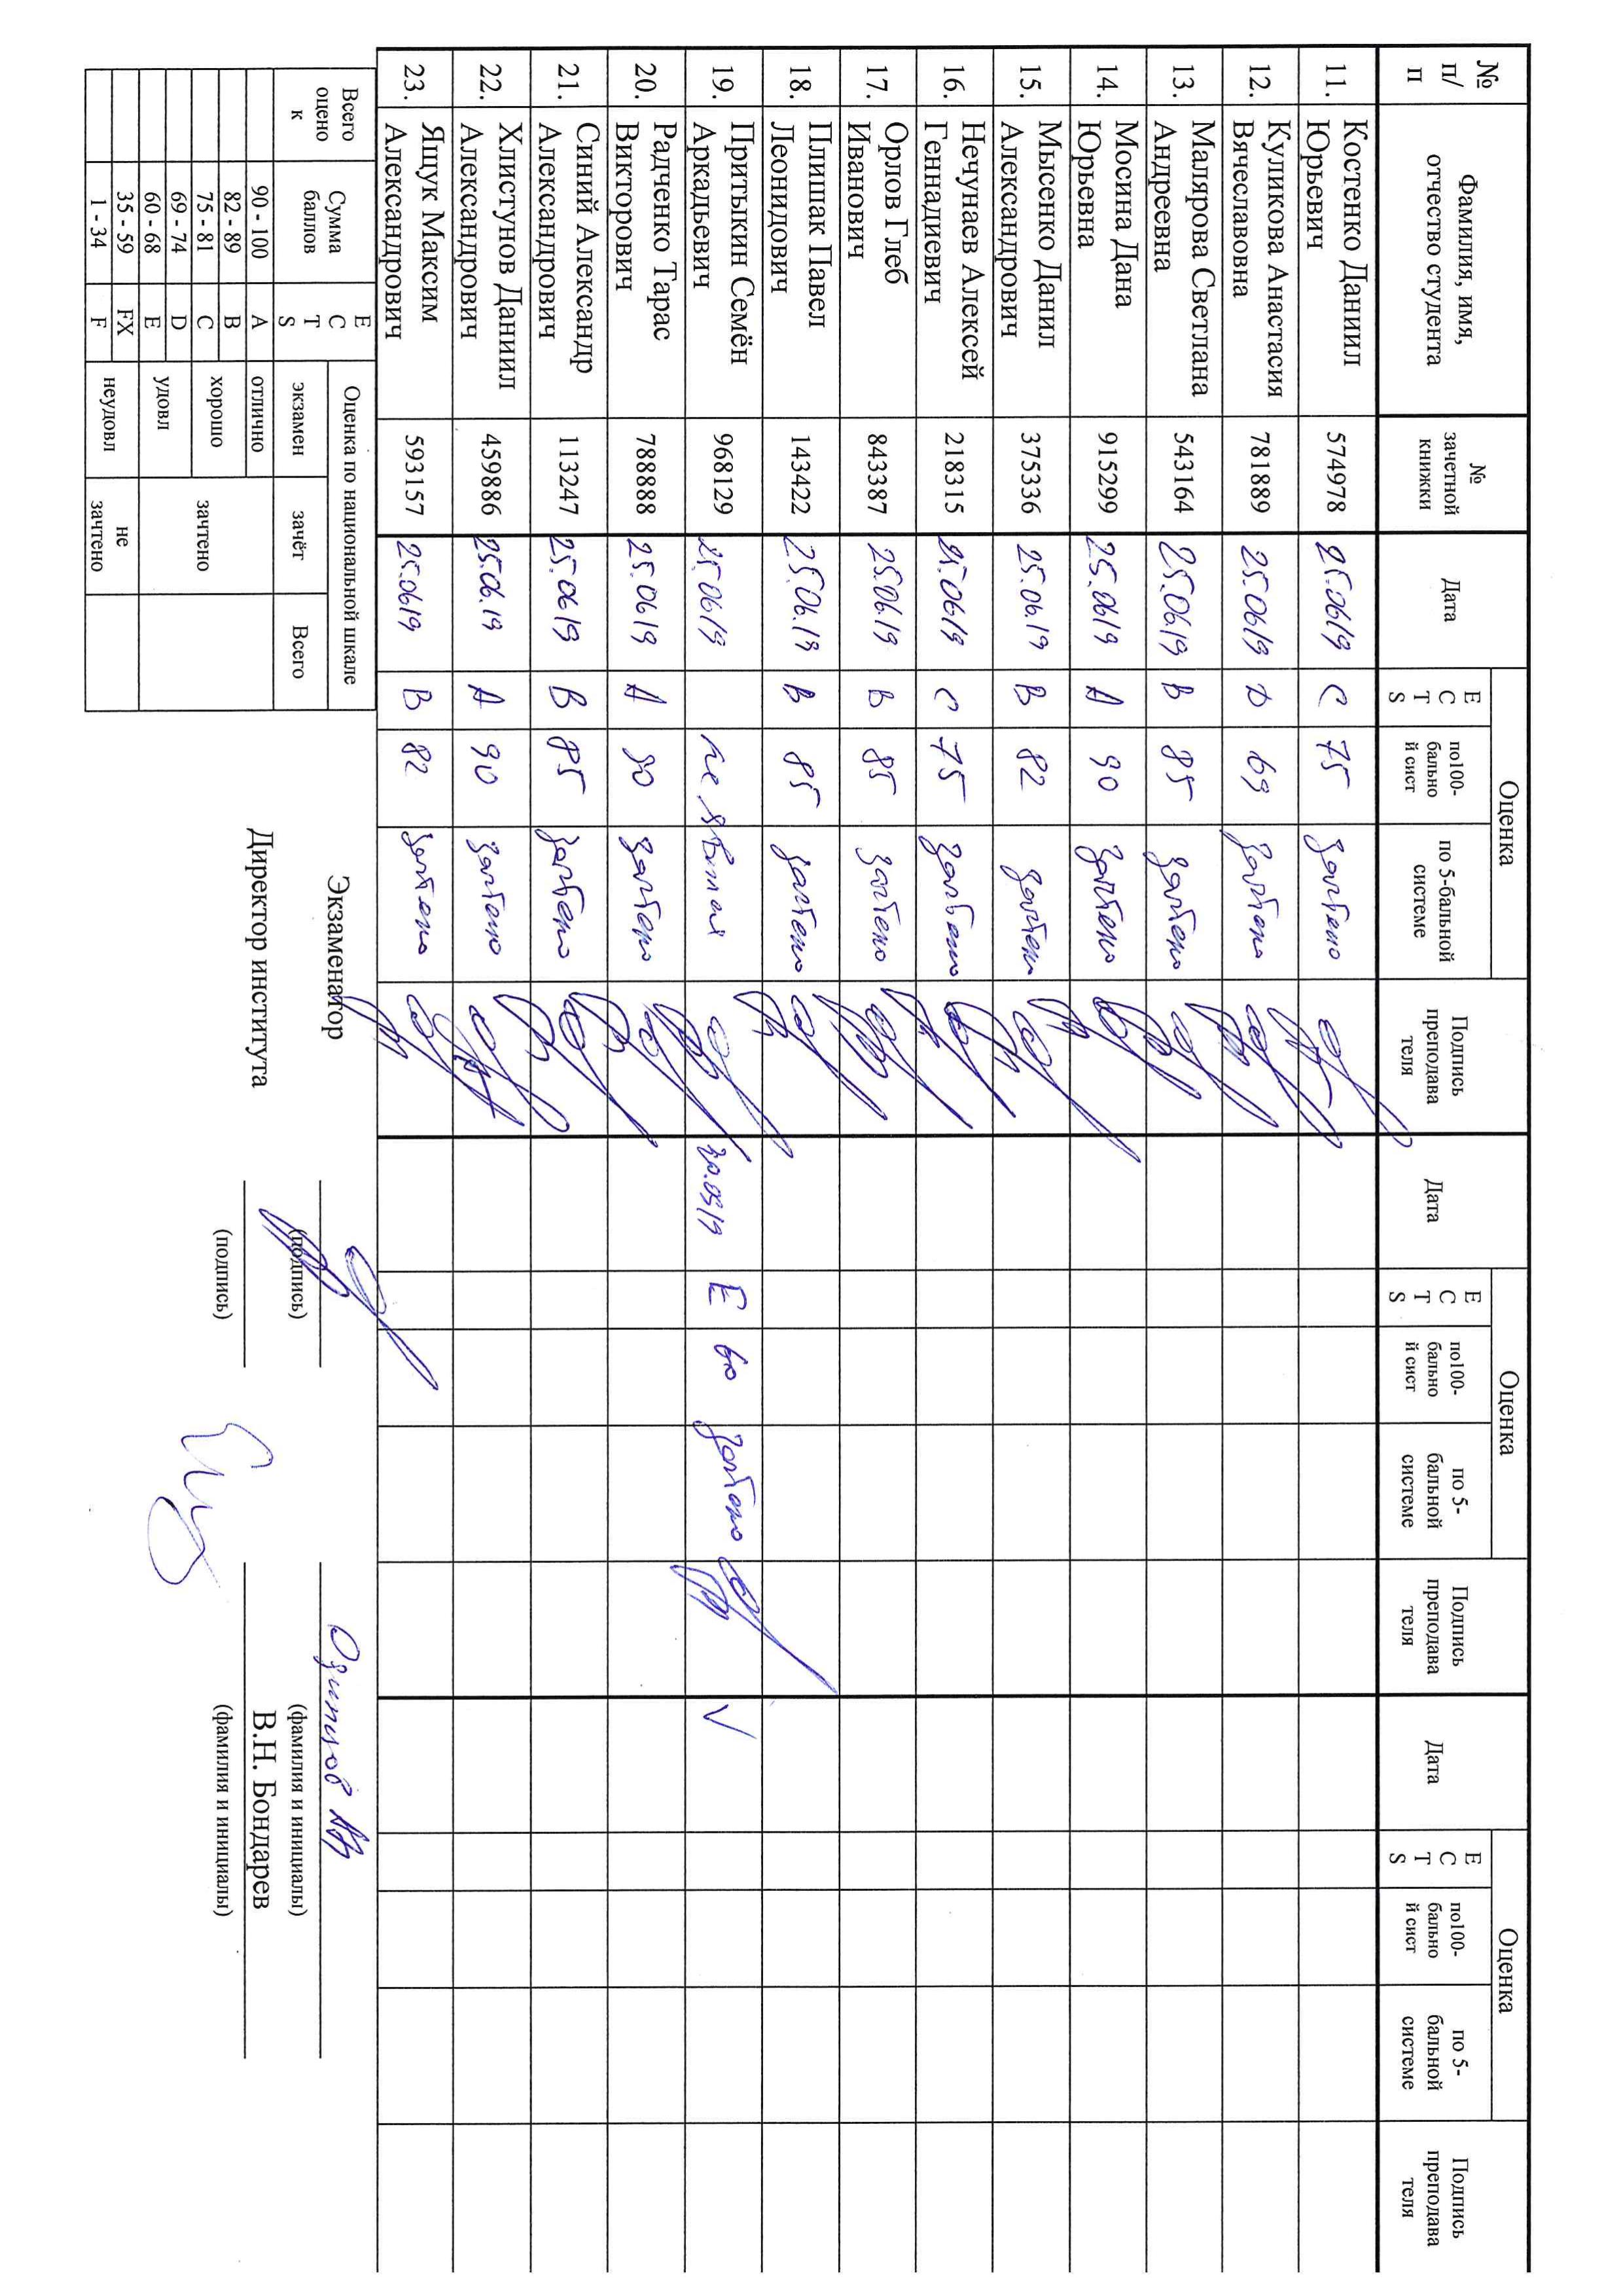 № п/п Фамилия, имя, отчество студента № зачетной книжки Дата Оценка Подпись преподавателя Дата Оценка Подпись преподавателя Дата Оценка Подпись преподавателя
ECTS по100-бальной сист по 5-бальной системе ECTS по100-бальной сист по 5-бальной системе ECTS по100-бальной сист по 5-бальной системе
11. Костенко Даниил Юрьевич 574978 25.06.19 C 75 зачтено
12. Куликова Анастасия Вячеславовна 781889 25.06.19 D 69 зачтено
13. Малярова Светлана Андреевна 543164 25.06.19 B 85 зачтено
14. Мосина Дана Юрьевна 915299 25.06.19 A 90 зачтено
15. Мысенко Данил Александрович 375336 25.06.19 B 82 зачтено
16. Нечунаев Алексей Геннадиевич 218315 25.06.19 C 75 зачтено
17. Орлов Глеб Иванович 843387 25.06.19 B 85 зачтено
18. Плишак Павел Леонидович 143422 25.06.19 B 85 зачтено
19. Притыкин Семён Аркадьевич 968129 25.06.19 не явился 30.09.19 E 60 зачтено
20. Радченко Тарас Викторович 788888 25.06.19 A 90 зачтено
21. Синий Александр Александрович 113247 25.06.19 B 85 зачтено
22. Хлистунов Даниил Александрович 459886 25.06.19 A 90 зачтено
23. Ящук Максим Александрович 593157 25.06.19 B 82 зачтено
Всего оценок Сумма баллов ECTS Оценка по национальной шкале
экзамен зачёт Всего
90 - 100 A отлично
82 - 89 B хорошо
75 - 81 C
зачтено
69 - 74 D удовл
60 - 68 E
35 - 59 FX неудовл не зачтено
1 - 34 F
Экзаменатор Одинцов
(подпись) (фамилия и инициалы)
Директор института В.Н. Бондарев
(подпись) (фамилия и инициалы)